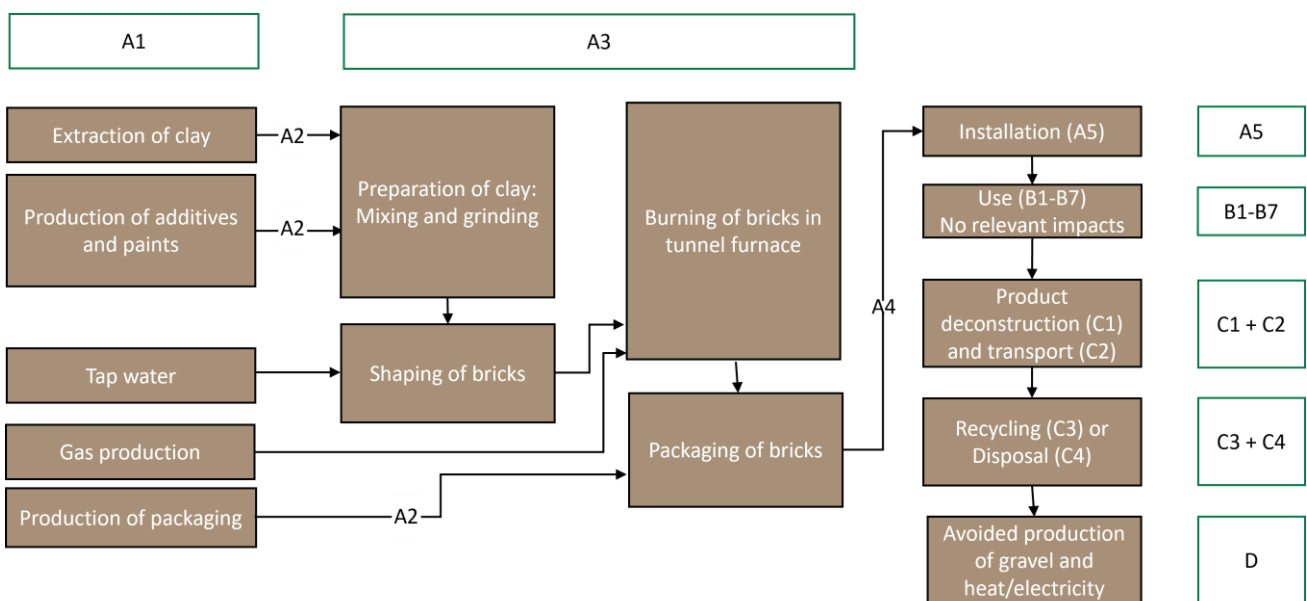 A1
A3
Extraction of clay
A2
Production of additives
and paints
A2
Tap water
Gas production
Production of packaging
A2
Preparation of clay:
Mixing and grinding
Shaping of bricks
Burning of bricks in
tunnel furnace
Packaging of bricks
A4
Installation (A5)
A5
Use (B1-B7)
No relevant impacts
B1-B7
Product
deconstruction (C1)
and transport (C2)
C1 + C2
Recycling (C3) or
Disposal (C4)
C3 + C4
Avoided production
of gravel and
heat/electricity
D